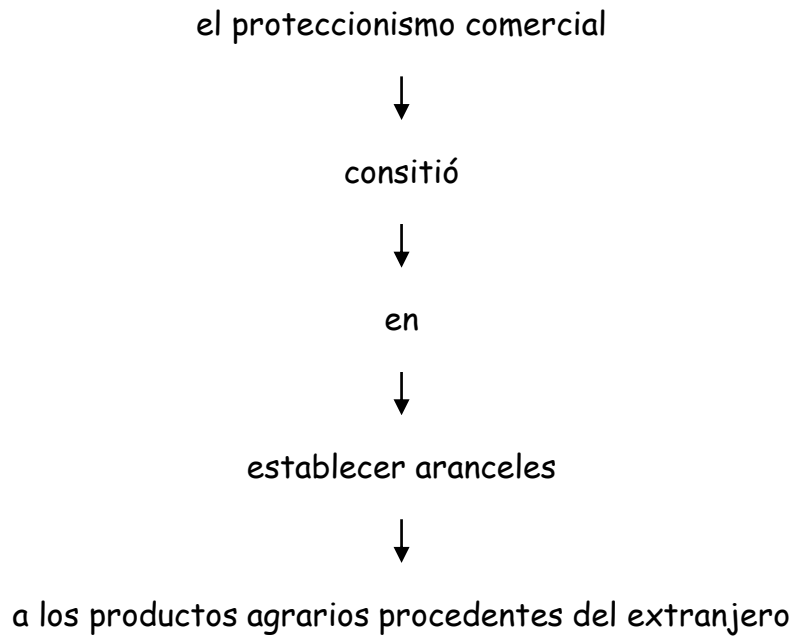 el proteccionismo comercial
consitió
en
establecer aranceles
a los productos agrarios procedentes del extranjero